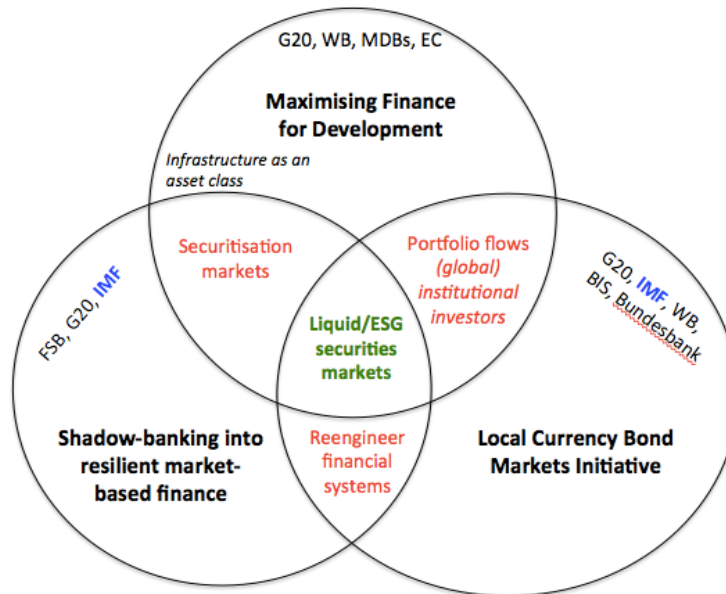 G20, WB, MDBs, EC
Maximising Finance
for Development
Infrastructure as an
asset class
Securitisation
markets
Portfolio flows
(global)
institutional
investors
FSB, G20, IMF
G20, IMF, WB,
BIS, Bundesbank
Liquid/ESG
securities
markets
Shadow-banking into
resilient market-
based finance
Reengineer
financial
systems
Local Currency Bond
Markets Initiative